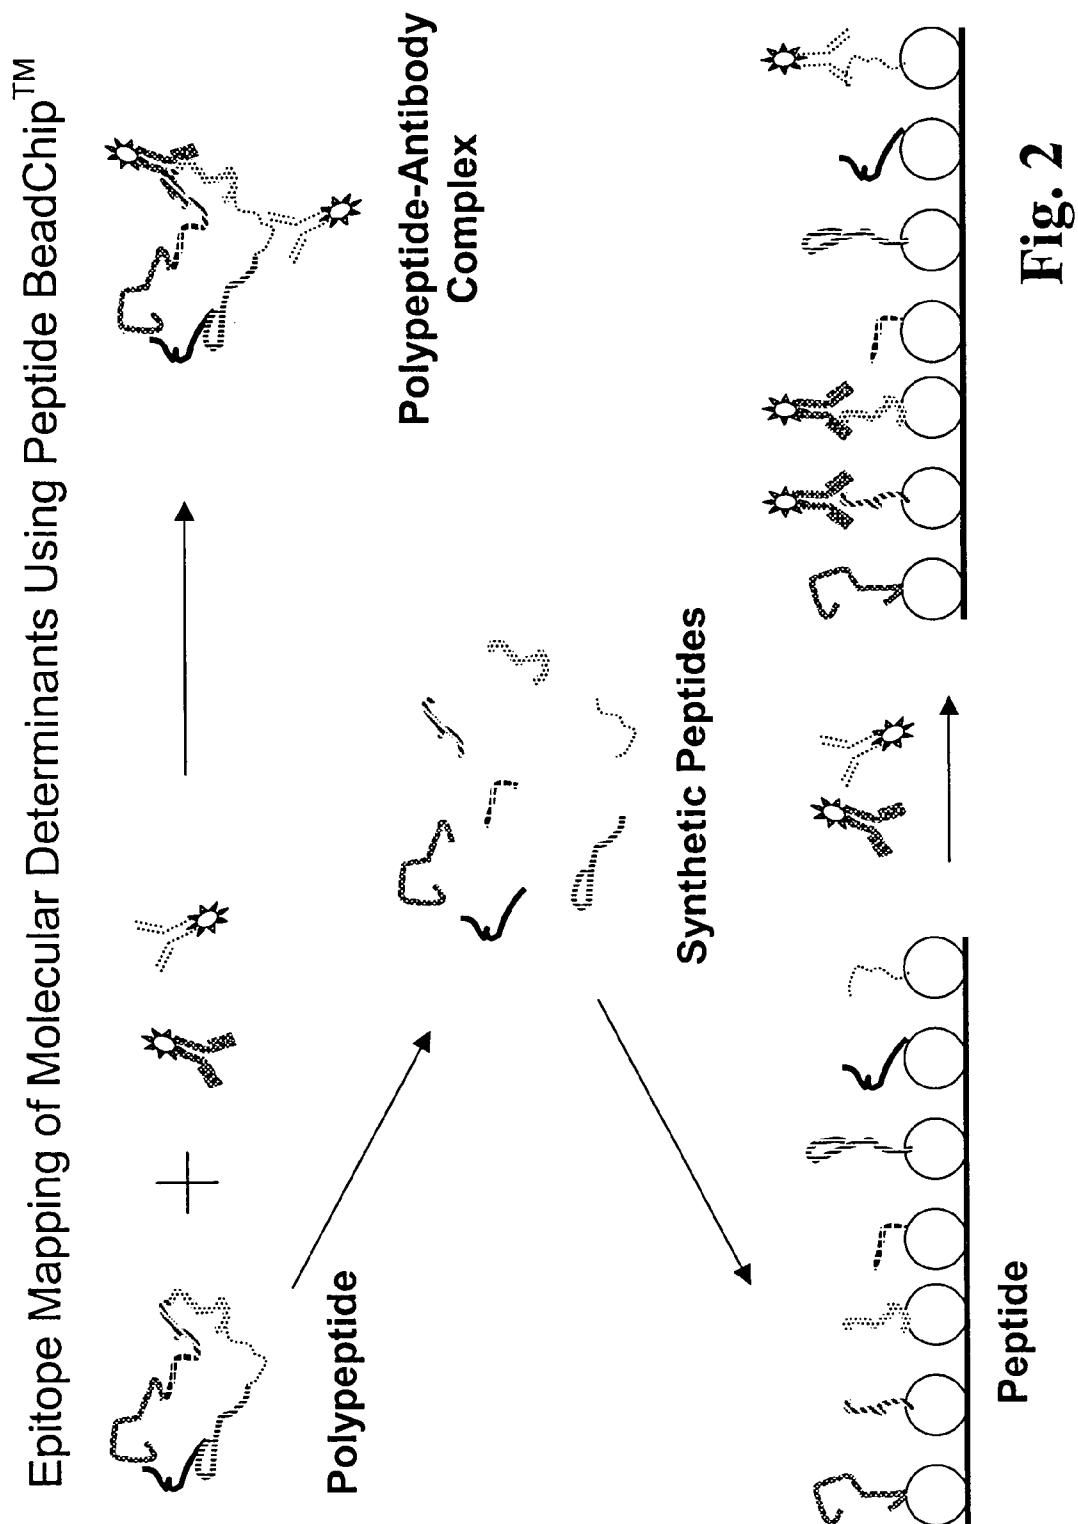 Epitope Mapping of Molecular Determinants Using Peptide BeadChip™
Polypeptide
Polypeptide-Antibody
Complex
Synthetic Peptides
Peptide
Fig. 2